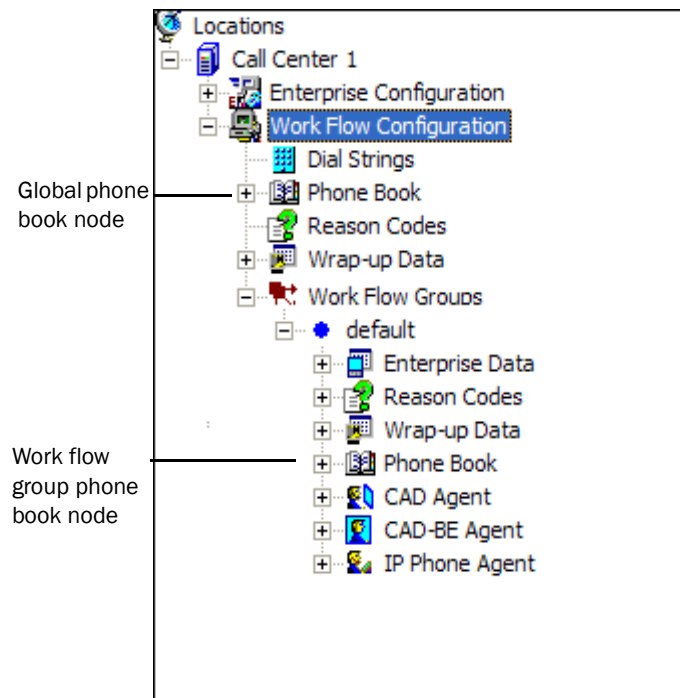 Locations
Call Center 1
Enterprise Configuration
Work Flow Configuration
Dial Strings
Global phone
book node
Phone Book
Reason Codes
Wrap-up Data
Work Flow Groups
default
Enterprise Data
Reason Codes
Wrap-up Data
Work flow
group phone
book node
Phone Book
CAD Agent
CAD-BE Agent
IP Phone Agent